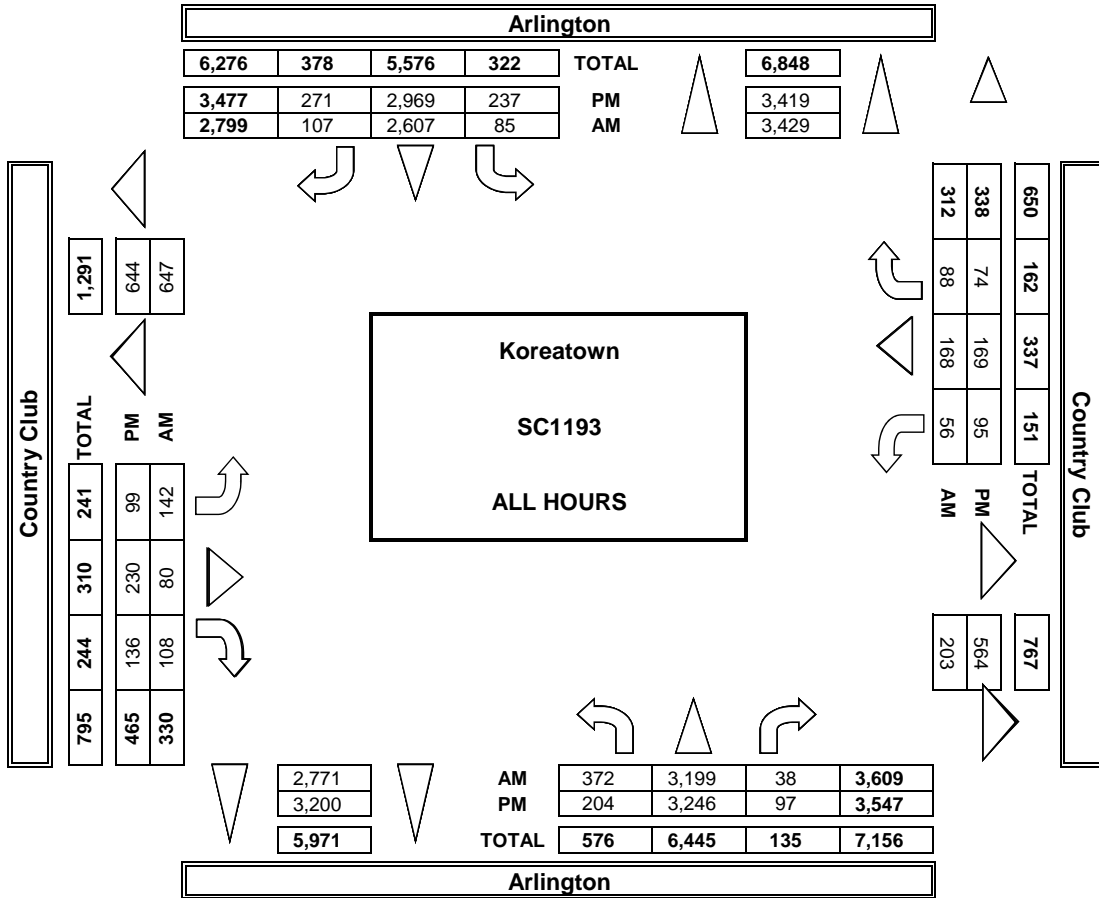 Arlington
6,276 378 5,576 322 TOTAL 6,848
3,477 271 2,969 237 PM 3,419
2,799 107 2,607 85 AM 3,429
Country Club
1,291
644
647
TOTAL 241 310 244 795
PM 99 230 136 465
AM 142 80 108 330
Koreatown
SC1193
ALL HOURS
650 162 337 151 TOTAL
338 74 169 95 PM
312 88 168 56 AM
767
564
203
Country Club
2,771 AM 372 3,199 38 3,609
3,200 PM 204 3,246 97 3,547
5,971 TOTAL 576 6,445 135 7,156
Arlington